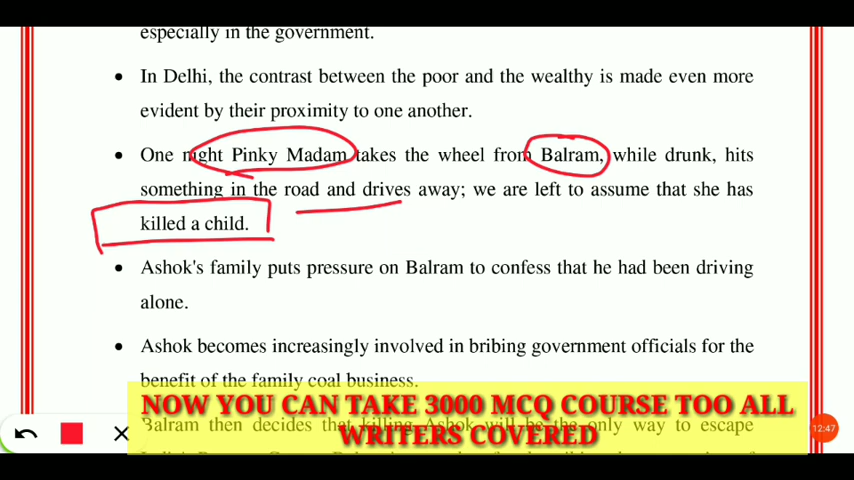 especially in the government.
• In Delhi, the contrast between the poor and the wealthy is made even more
evident by their proximity to one another.
• One night Pinky Madam takes the wheel from Balram, while drunk, hits
something in the road and drives away; we are left to assume that she has
killed a child.
• Ashok's family puts pressure on Balram to confess that he had been driving
alone.
• Ashok becomes increasingly involved in bribing government officials for the
benefit of the family coal business.
NOW YOU CAN TAKE 3000 MCQ COURSE TOO ALL
WRITERS COVERED
Balram then decides that killing Ashok will be the only way to escape
12:47